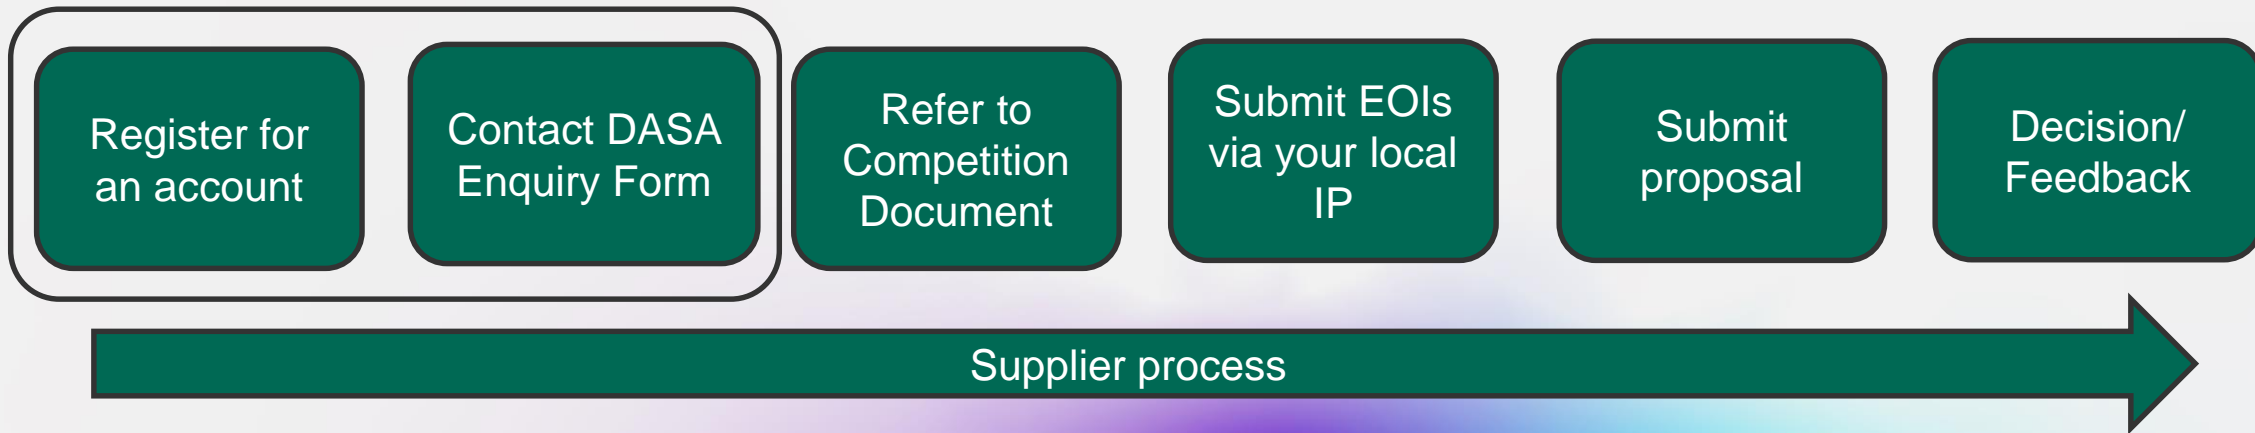 Register for
an account
Contact DASA
Enquiry Form
Refer to
Competition
Document
Submit EOIs
via your local
IP
Submit
proposal
Decision/
Feedback
Supplier process